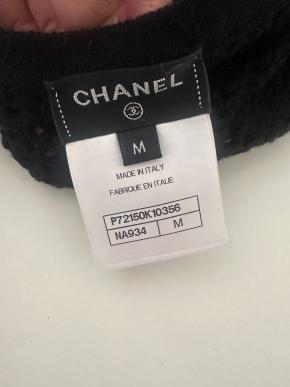 CHANEL
M
MADE IN ITALY
FABRIQUE EN ITALIE
P72150K10356
NA934 M